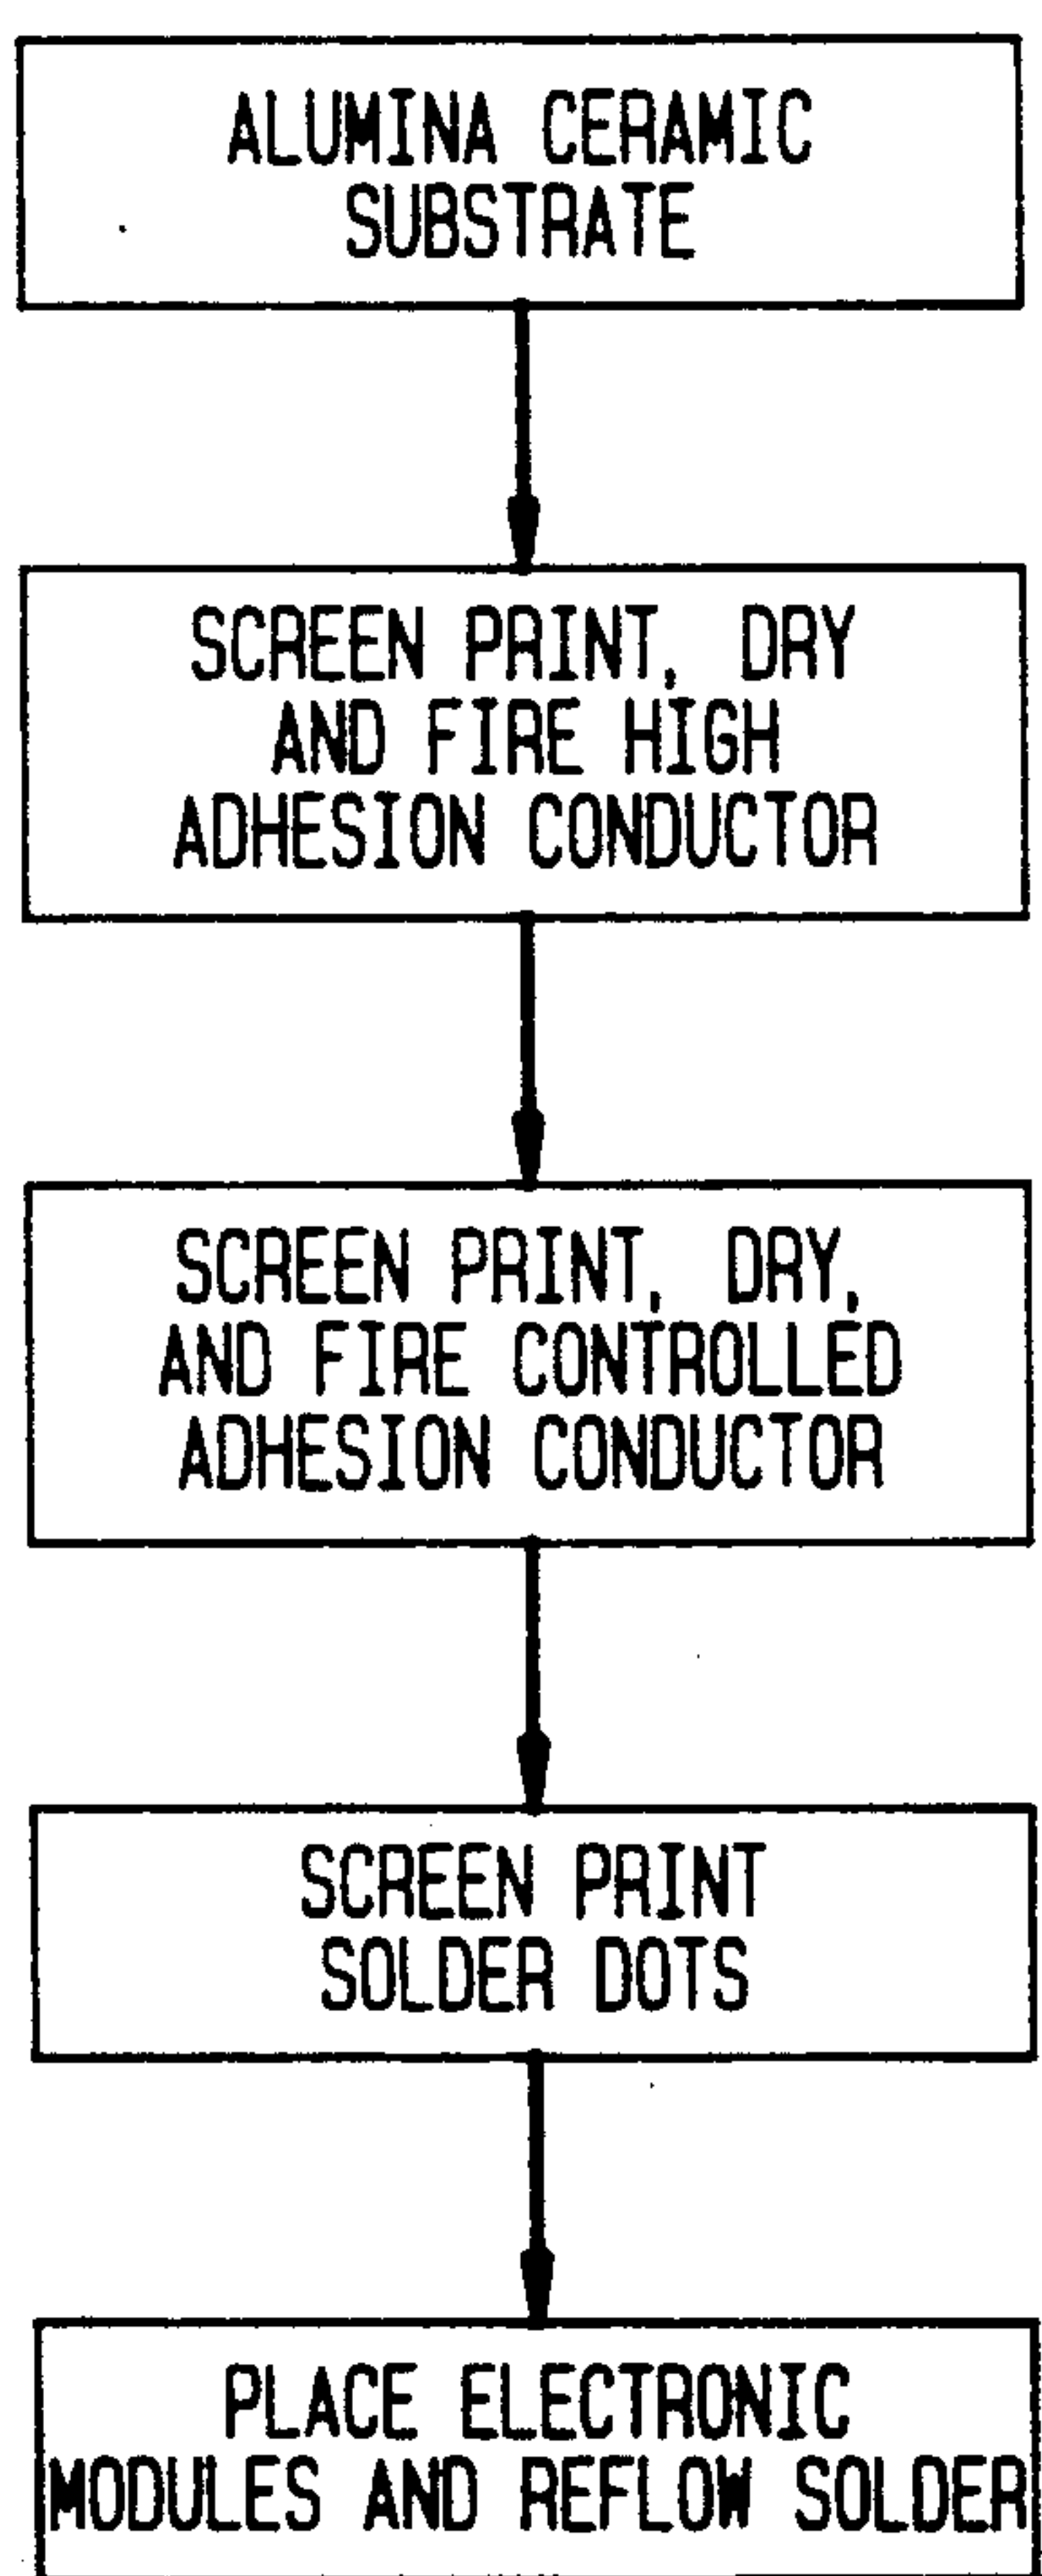 ALUMINA CERAMIC
SUBSTRATE
SCREEN PRINT, DRY
AND FIRE HIGH
ADHESION CONDUCTOR
SCREEN PRINT, DRY,
AND FIRE CONTROLLED
ADHESION CONDUCTOR
SCREEN PRINT
SOLDER DOTS
PLACE ELECTRONIC
MODULES AND REFLOW SOLDER